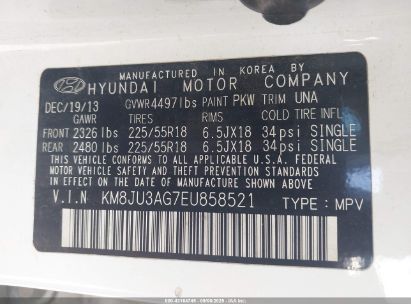 MANUFACTURED IN KOREA BY
HYUNDAI MOTOR COMPANY
DEC/19/13 GVWR4497lbs PAINT PKW TRIM UNA
GAWR TIRES RIMS COLD TIRE INFL
FRONT 2326 lbs 225/55R18 6.5JX18 34psi SINGLE
REAR 2480 lbs 225/55R18 6.5JX18 34psi SINGLE
THIS VEHICLE CONFORMS TO ALL APPLICABLE U.S.A. FEDERAL
MOTOR VEHICLE SAFETY, BUMPER, AND THEFT PREVENTION STANDARDS
IN EFFECT ON THE DATE OF MANUFACTURE SHOWN ABOVE.
V.I.N KM8JU3AG7EU858521 TYPE : MPV